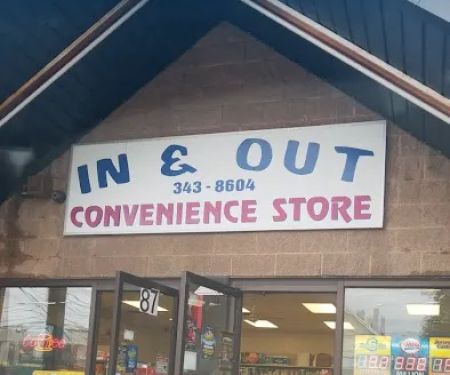 IN & OUT
343-8604
CONVENIENCE STORE
87